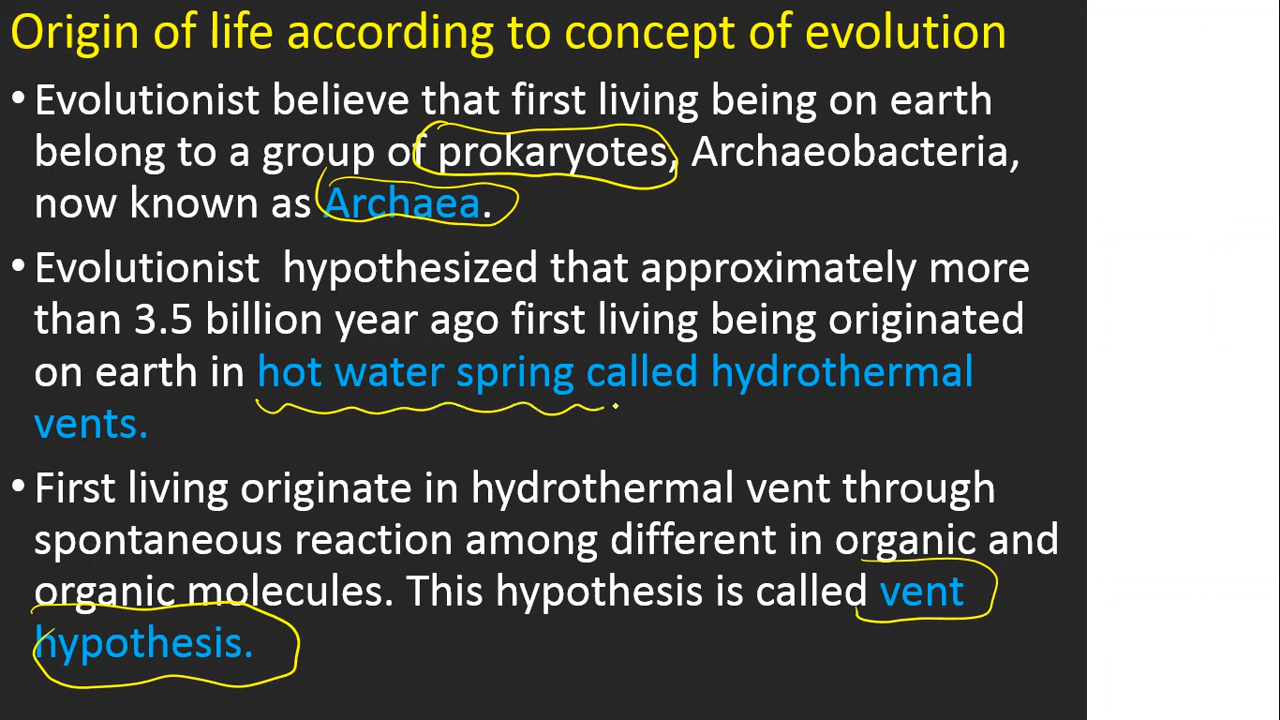 Origin of life according to concept of evolution
• Evolutionist believe that first living being on earth
belong to a group of prokaryotes, Archaeobacteria,
now known as Archaea.
• Evolutionist  hypothesized that approximately more
than 3.5 billion year ago first living being originated
on earth in hot water spring called hydrothermal
vents.
• First living originate in hydrothermal vent through
spontaneous reaction among different in organic and
organic molecules. This hypothesis is called vent
hypothesis.